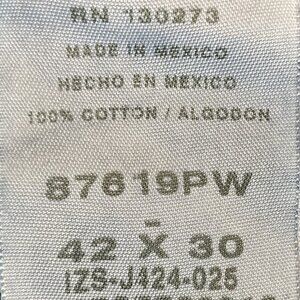 RN 130273
MADE IN MEXICO
HECHO EN MEXICO
100% COTTON / ALGODON
87619PW
-
42 X 30
IZS-J424-025